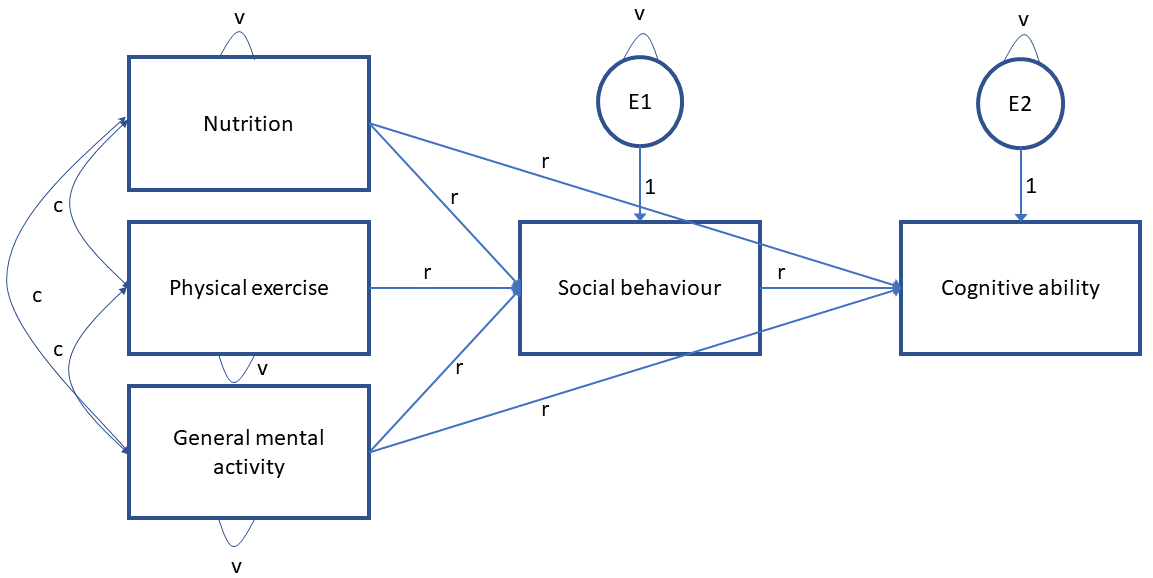 v
v
v
Nutrition
E1
E2
r
1
1
r
c
Physical exercise
r
Social behaviour
r
Cognitive ability
c
c
v
r
r
General mental
activity
v